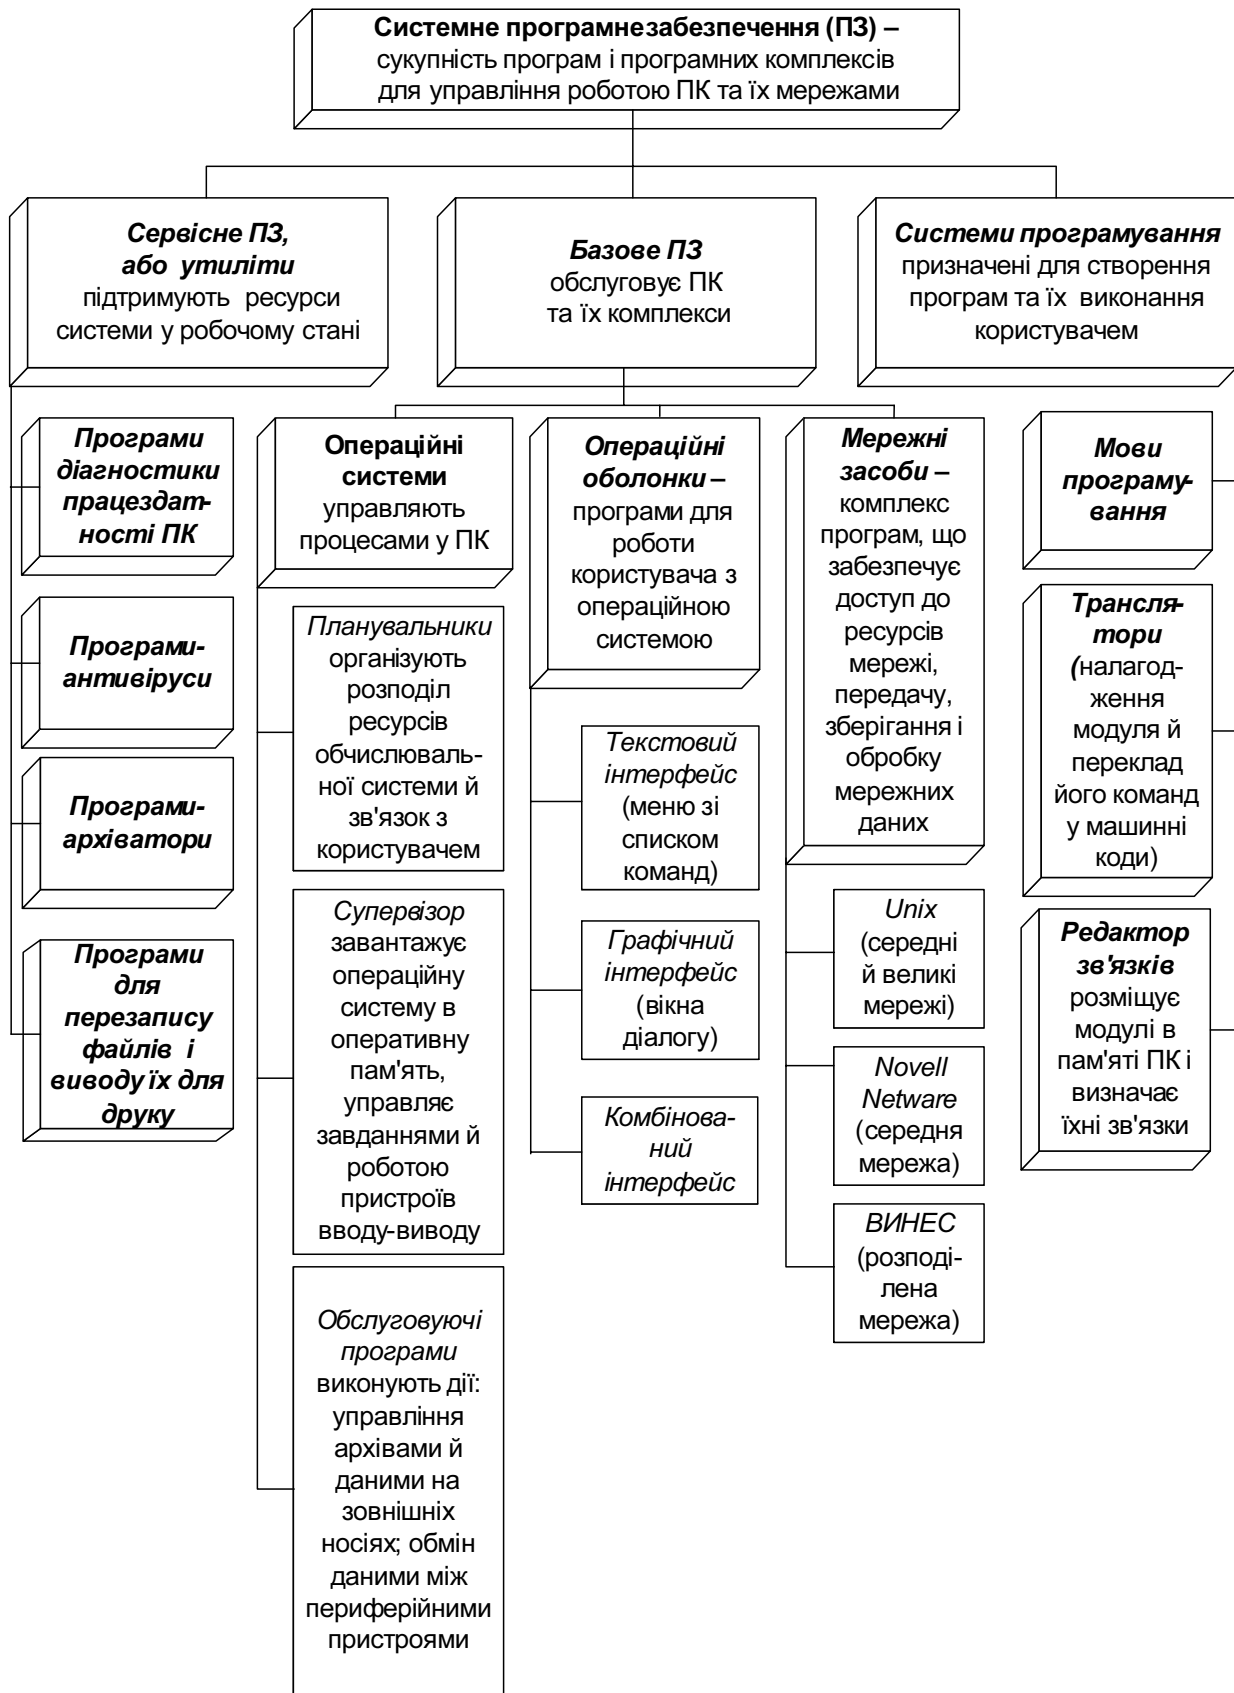 Системне програмне забезпечення (ПЗ) –
сукупність програм і програмних комплексів
для управління роботою ПК та їх мережами
Сервісне ПЗ,
або утиліти
підтримують ресурси
системи у робочому стані
Базове ПЗ
обслуговує ПК
та їх комплекси
Системи програмування
призначені для створення
програм та їх виконання
користувачем
Програми
діагностики
працездат-
ності ПК
Програми-
антивіруси
Програми-
архіватори
Програми
для
перезапису
файлів і
виводу їх для
друку
Операційні
системи
управляють
процесами у ПК
Планувальники
організують
розподіл
ресурсів
обчислюваль-
ної системи й
зв'язок з
користувачем
Супервізор
завантажує
операційну
систему в
оперативну
пам'ять,
управляє
завданнями й
роботою
пристроїв
вводу-виводу
Обслуговуючі
програми
виконують дії:
управління
архівами й
даними на
зовнішніх
носіях; обмін
даними між
периферійними
пристроями
Операційні
оболонки –
програми для
роботи
користувача з
операційною
системою
Текстовий
інтерфейс
(меню зі
списком
команд)
Графічний
інтерфейс
(вікна
діалогу)
Комбінова-
ний
інтерфейс
Мережні
засоби –
комплекс
програм, що
забезпечує
доступ до
ресурсів
мережі,
передачу,
зберігання і
обробку
мережних
даних
Unix
(середні
й великі
мережі)
Novell
Netware
(середня
мережа)
ВИНЕС
(розподі-
лена
мережа)
Мови
програму-
вання
Трансля-
тори
(налагод-
ження
модуля й
переклад
його команд
у машинні
коди)
Редактор
зв'язків
розміщує
модулі в
пам'яті ПК і
визначає
їхні зв'язки